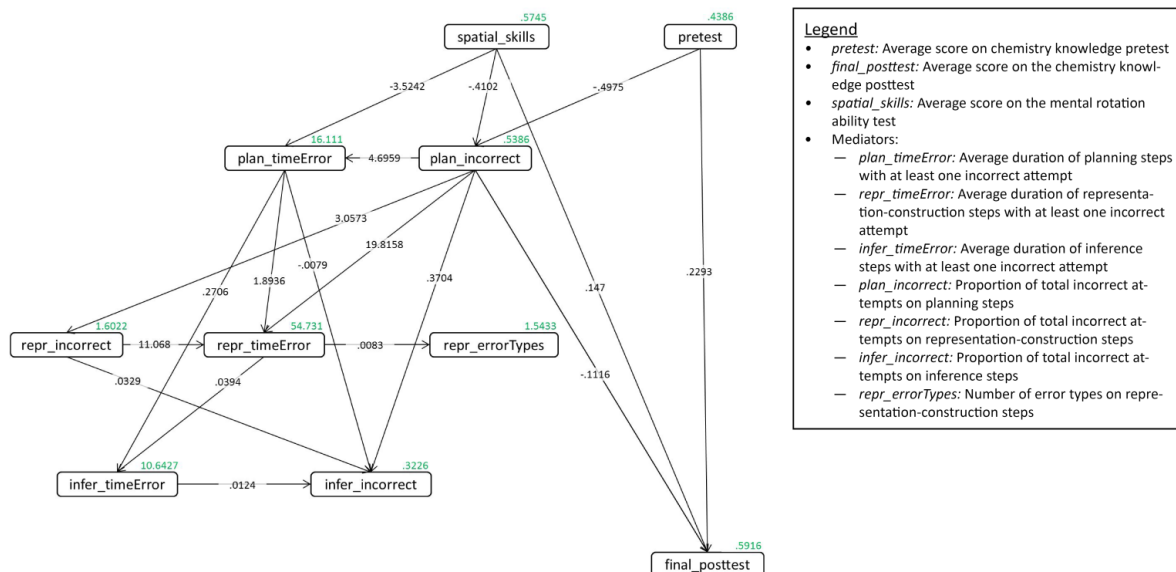 .5745
.4386
spatial_skills
pretest
-3.5242
-.4102
-.4975
16.111
.5386
plan_timeError
4.6959
plan_incorrect
3.0573
19.8158
1.8936
-.0079
.3704
.2706
.147
.2293
1.6022
54.731
1.5433
repr_incorrect
11.068
repr_timeError
.0083
repr_errorTypes
.0329
.0394
-.1116
10.6427
.3226
infer_timeError
.0124
infer_incorrect
.5916
final_posttest
Legend
• pretest: Average score on chemistry knowledge pretest
• final_posttest: Average score on the chemistry knowl-
edge posttest
• spatial_skills: Average score on the mental rotation
ability test
• Mediators:
— plan_timeError: Average duration of planning steps
with at least one incorrect attempt
— repr_timeError: Average duration of representa-
tion-construction steps with at least one incorrect
attempt
— infer_timeError: Average duration of inference
steps with at least one incorrect attempt
— plan_incorrect: Proportion of total incorrect at-
tempts on planning steps
— repr_incorrect: Proportion of total incorrect at-
tempts on representation-construction steps
— infer_incorrect: Proportion of total incorrect at-
tempts on inference steps
— repr_errorTypes: Number of error types on repre-
sentation-construction steps